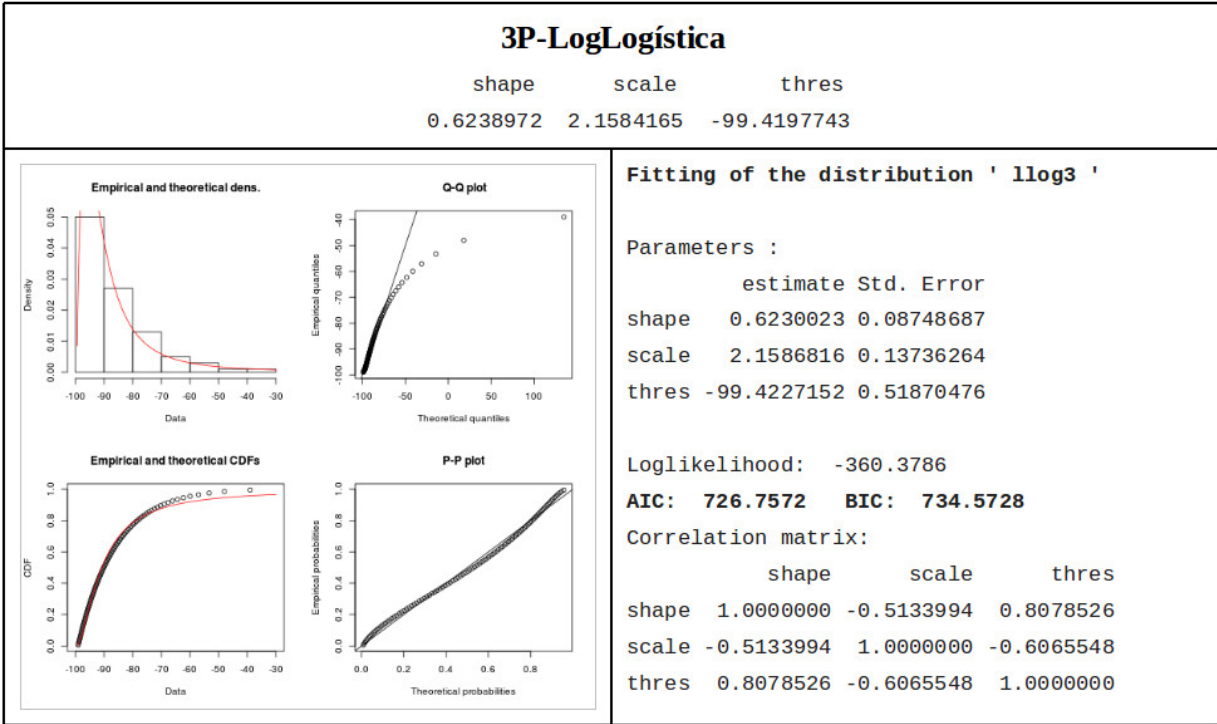 3P-LogLogística
shape scale thres
0.6238972 2.1584165 -99.4197743
Empirical and theoretical dens.
Density
0.00 0.01 0.02 0.03 0.04 0.05
-100 -90 -80 -70 -60 -50 -40 -30
Data
Q-Q plot
Empirical quantiles
-100 -90 -80 -70 -60 -50 -40
-100 -50 0 50 100
Theoretical quantiles
Empirical and theoretical CDFs
CDF
0.0 0.2 0.4 0.6 0.8 1.0
-100 -90 -80 -70 -60 -50 -40 -30
Data
P-P plot
Empirical probabilities
0.0 0.2 0.4 0.6 0.8 1.0
0.0 0.2 0.4 0.6 0.8
Theoretical probabilities
Fitting of the distribution ' llog3 '
Parameters :
estimate Std. Error
shape 0.6230023 0.08748687
scale 2.1586816 0.13736264
thres -99.4227152 0.51870476
Loglikelihood: -360.3786
AIC: 726.7572 BIC: 734.5728
Correlation matrix:
shape scale thres
shape 1.0000000 -0.5133994 0.8078526
scale -0.5133994 1.0000000 -0.6065548
thres 0.8078526 -0.6065548 1.0000000